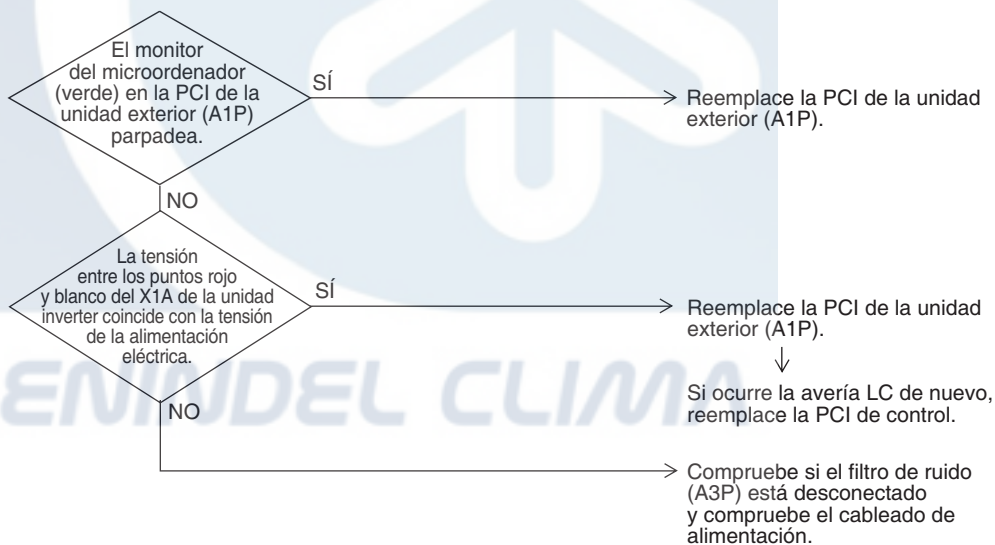 El monitor
del microordenador
(verde) en la PCI de la
unidad exterior (A1P)
parpadea.
SÍ
Reemplace la PCI de la unidad
exterior (A1P).
NO
La tensión
entre los puntos rojo
y blanco del X1A de la unidad
inverter coincide con la tensión
de la alimentación
eléctrica.
SÍ
Reemplace la PCI de la unidad
exterior (A1P).
Si ocurre la avería LC de nuevo,
reemplace la PCI de control.
NO
Compruebe si el filtro de ruido
(A3P) está desconectado
y compruebe el cableado de
alimentación.
ENINDEL CLIMA